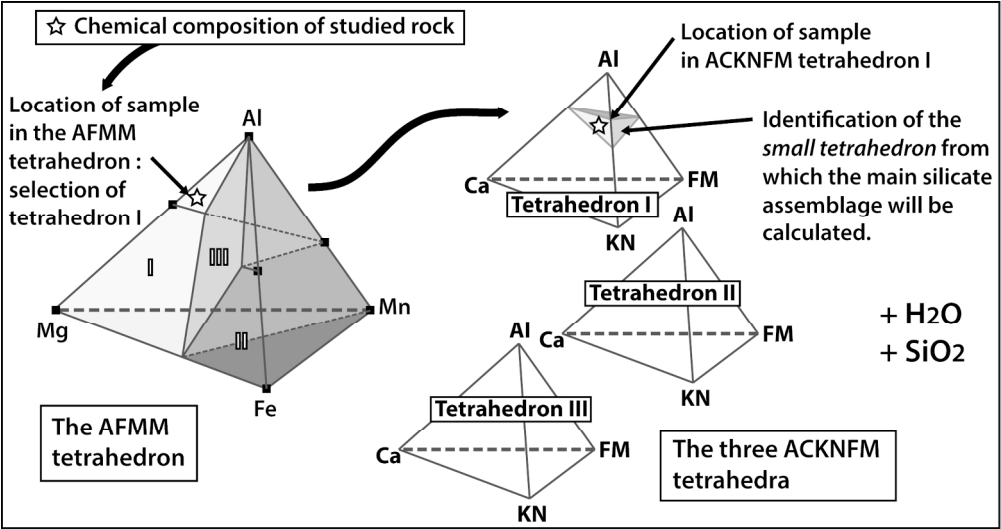 ☆ Chemical composition of studied rock
Location of sample
in the AFMM
tetrahedron :
selection of
tetrahedron I
Al
I
III
II
Mg
Mn
Fe
The AFMM
tetrahedron
Location of sample
in ACKNFM tetrahedron I
Identification of the
small tetrahedron from
which the main silicate
assemblage will be
calculated.
Al
Ca
FM
Tetrahedron I
KN
Al
Tetrahedron II
Ca
FM
KN
Al
Tetrahedron III
Ca
FM
KN
+ H2O
+ SiO2
The three ACKNFM
tetrahedra